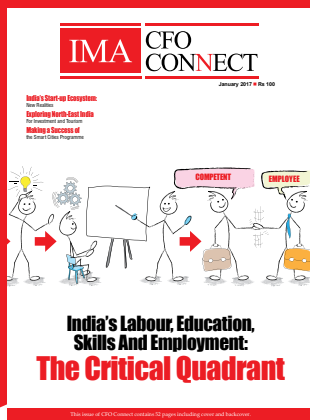 IMA
CFO
CONNECT
January 2017 ● Rs 100
India's Start-up Ecosystem:
New Realities
Exploring North-East India
For Investment and Tourism
Making a Success of
the Smart Cities Programme
COMPETENT
EMPLOYEE
India's Labour, Education,
Skills And Employment:
The Critical Quadrant
This issue of CFO Connect contains 52 pages including cover and backcover.